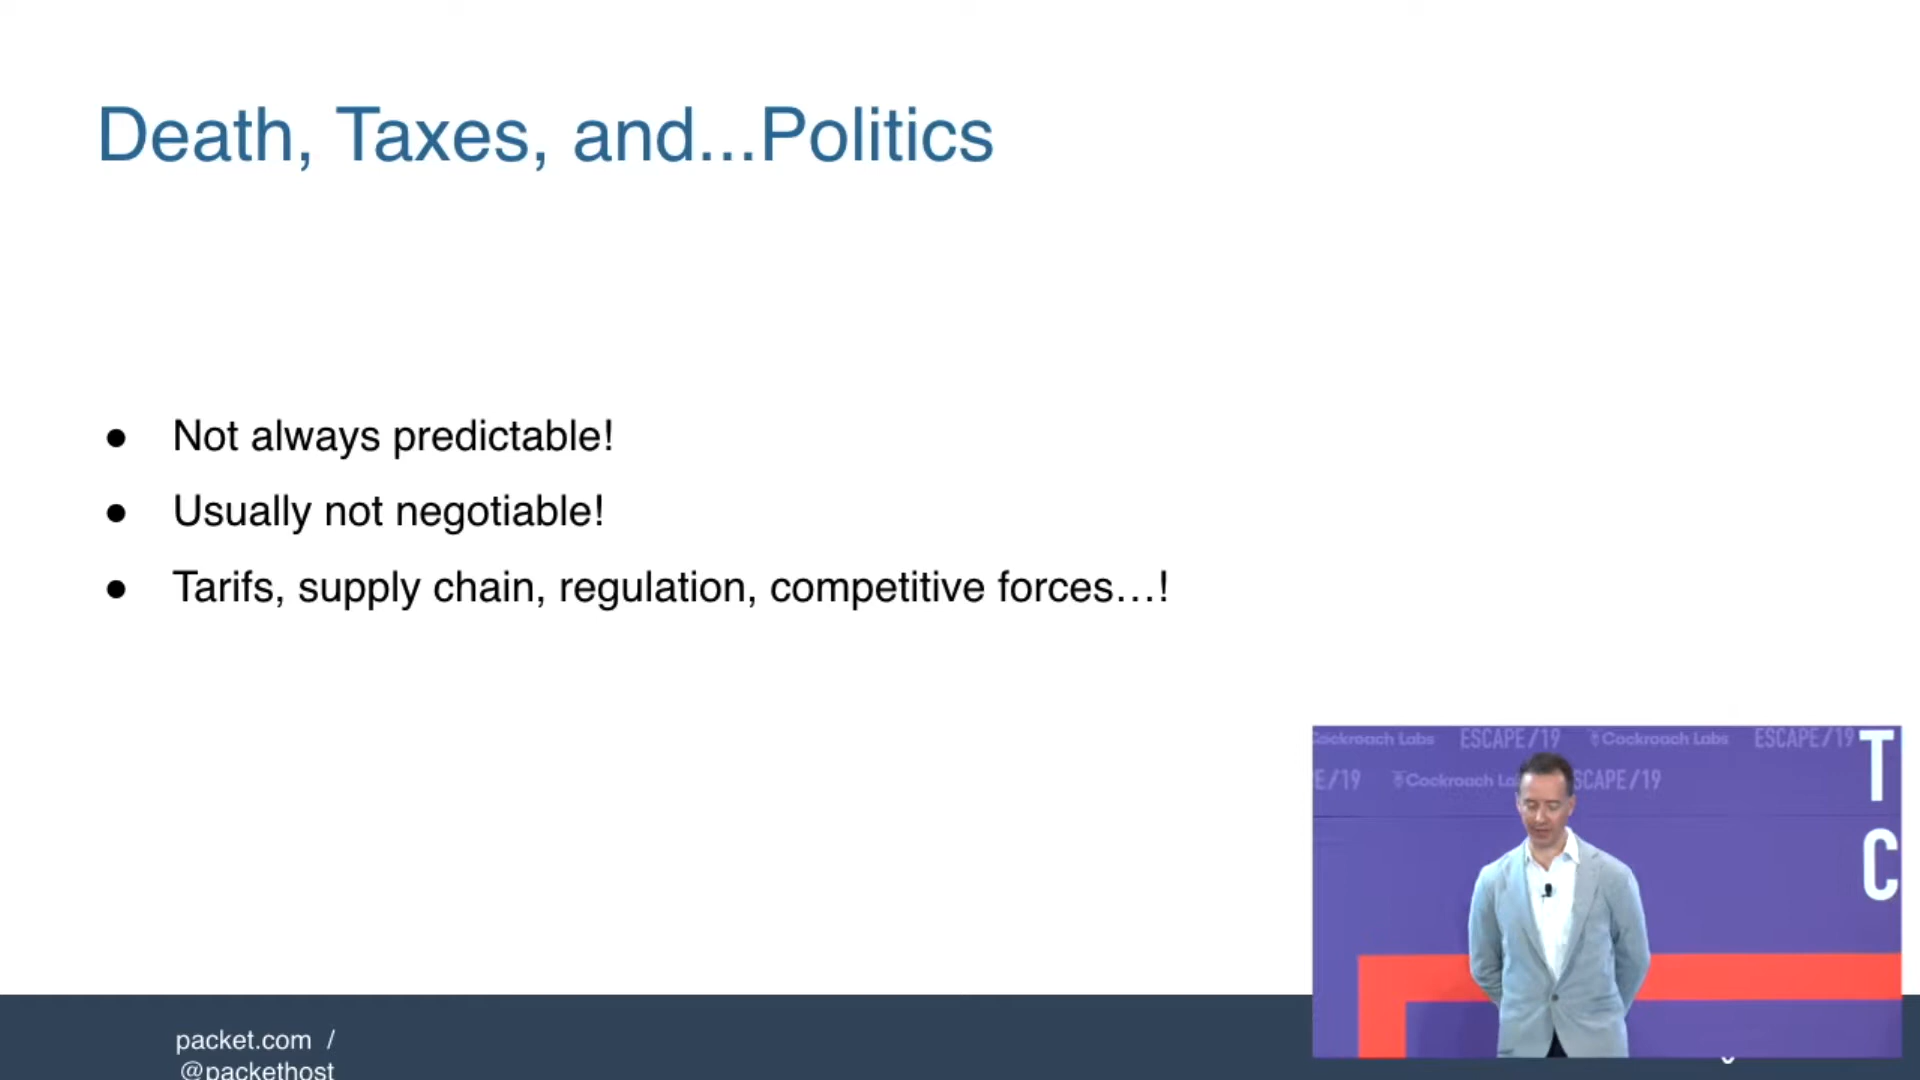 Death, Taxes, and...Politics
● Not always predictable!
● Usually not negotiable!
● Tarifs, supply chain, regulation, competitive forces…!
Cockroach Labs ESCAPE/19 Cockroach Labs ESCAPE/19
E/19 Cockroach La SCAPE/19
T
C
packet.com /
@packethost